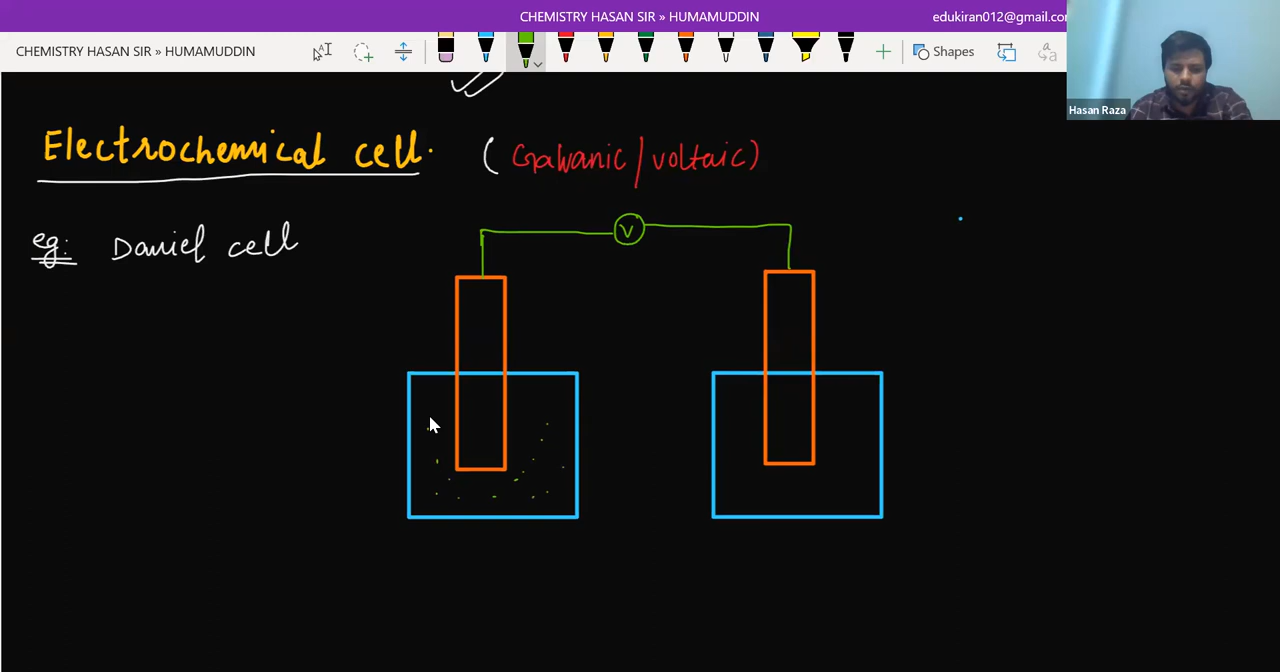 CHEMISTRY HASAN SIR » HUMAMUDDIN
edukiran012@gmail.com
CHEMISTRY HASAN SIR » HUMAMUDDIN
Shapes
Hasan Raza
Electrochemical cell. (Galvanic/voltaic)
eg: Daniel cell
V